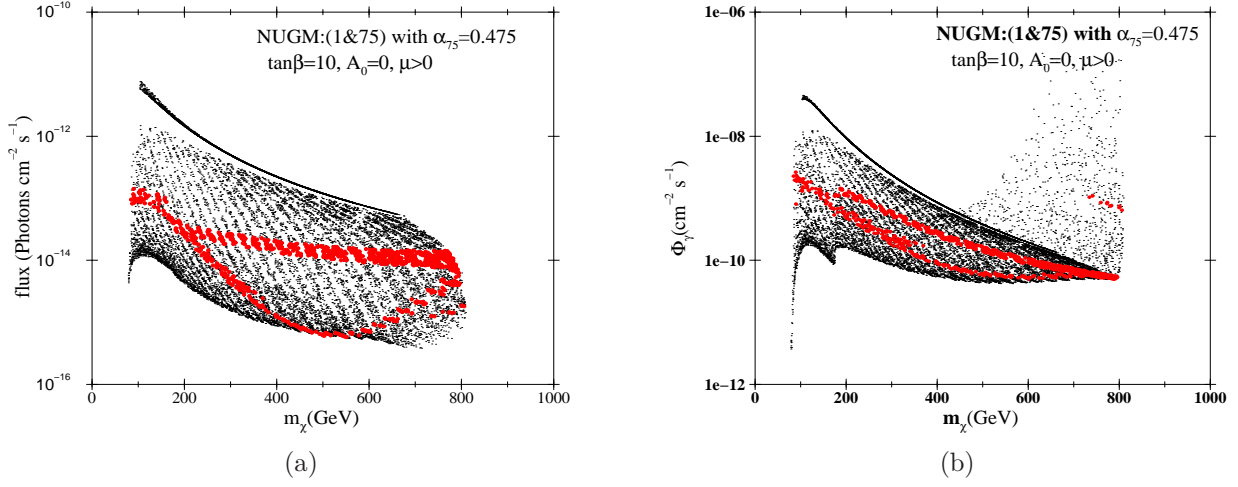 10⁻¹⁰
NUGM:(1&75) with α₇₅=0.475
tanβ=10, A₀=0, μ>0
10⁻¹²
10⁻¹⁴
10⁻¹⁶
flux (Photons cm⁻² s⁻¹)
0 200 400 600 800 1000
mχ(GeV)
(a)
1e−06
NUGM:(1&75) with α₇₅=0.475
tanβ=10, A₀=0, μ>0
1e−08
1e−10
1e−12
Φγ(cm⁻² s⁻¹)
0 200 400 600 800 1000
mχ(GeV)
(b)